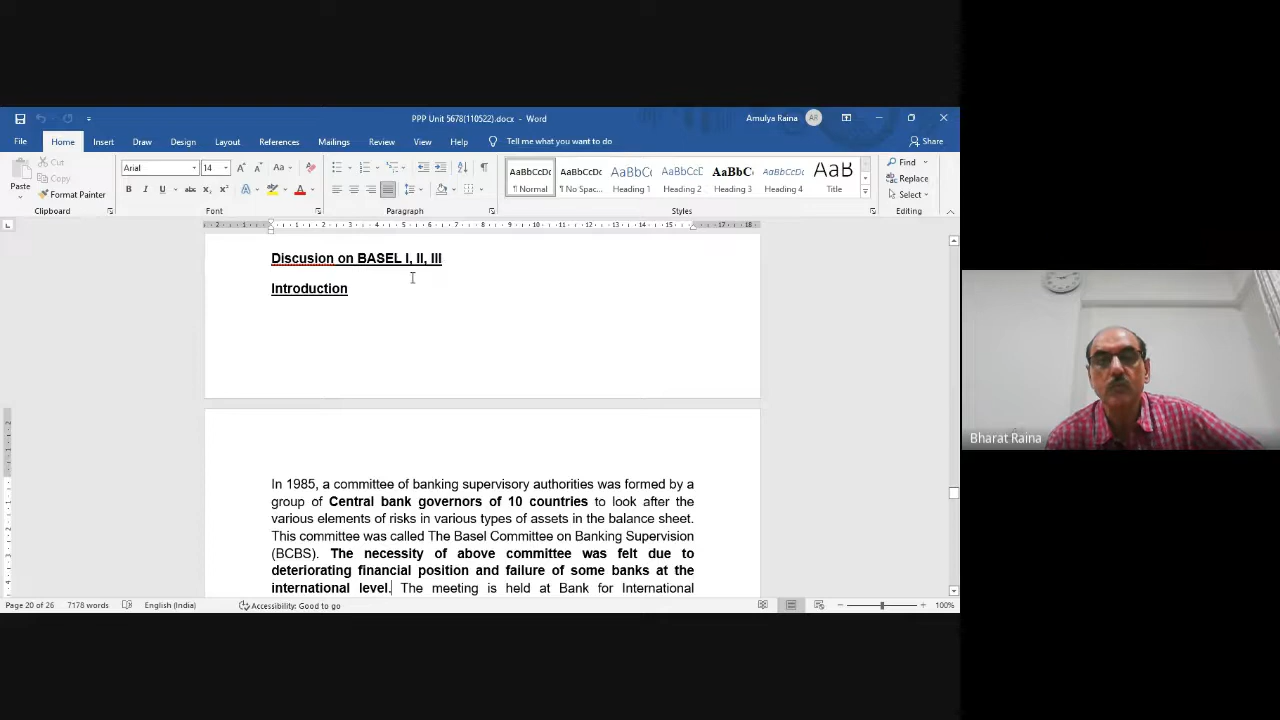 PPP Unit 5678(110522).docx - Word
Amulya Raina
AR
File
Home
Insert
Draw
Design
Layout
References
Mailings
Review
View
Help
Tell me what you want to do
Share
Paste
Cut
Copy
Format Painter
Clipboard
Arial
14
Font
Paragraph
AaBbCcDc
¶ Normal
AaBbCcDc
¶ No Spac...
AaBbCc
Heading 1
AaBbCcD
Heading 2
AaBbC
Heading 3
AaBbCcD
Heading 4
AaB
Title
Styles
Find
Replace
Select
Editing
Discusion on BASEL I, II, III
Introduction
In 1985, a committee of banking supervisory authorities was formed by a
group of Central bank governors of 10 countries to look after the
various elements of risks in various types of assets in the balance sheet.
This committee was called The Basel Committee on Banking Supervision
(BCBS). The necessity of above committee was felt due to
deteriorating financial position and failure of some banks at the
international level. The meeting is held at Bank for International
Page 20 of 26
7178 words
English (India)
Accessibility: Good to go
100%
Bharat Raina